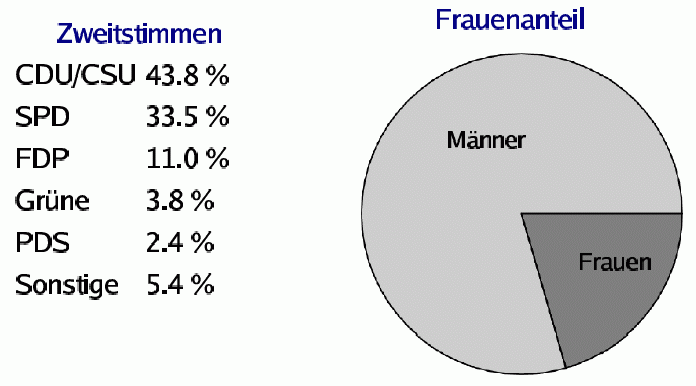 Zweitstimmen
CDU/CSU 43.8 %
SPD 33.5 %
FDP 11.0 %
Grüne 3.8 %
PDS 2.4 %
Sonstige 5.4 %
Frauenanteil
Männer
Frauen